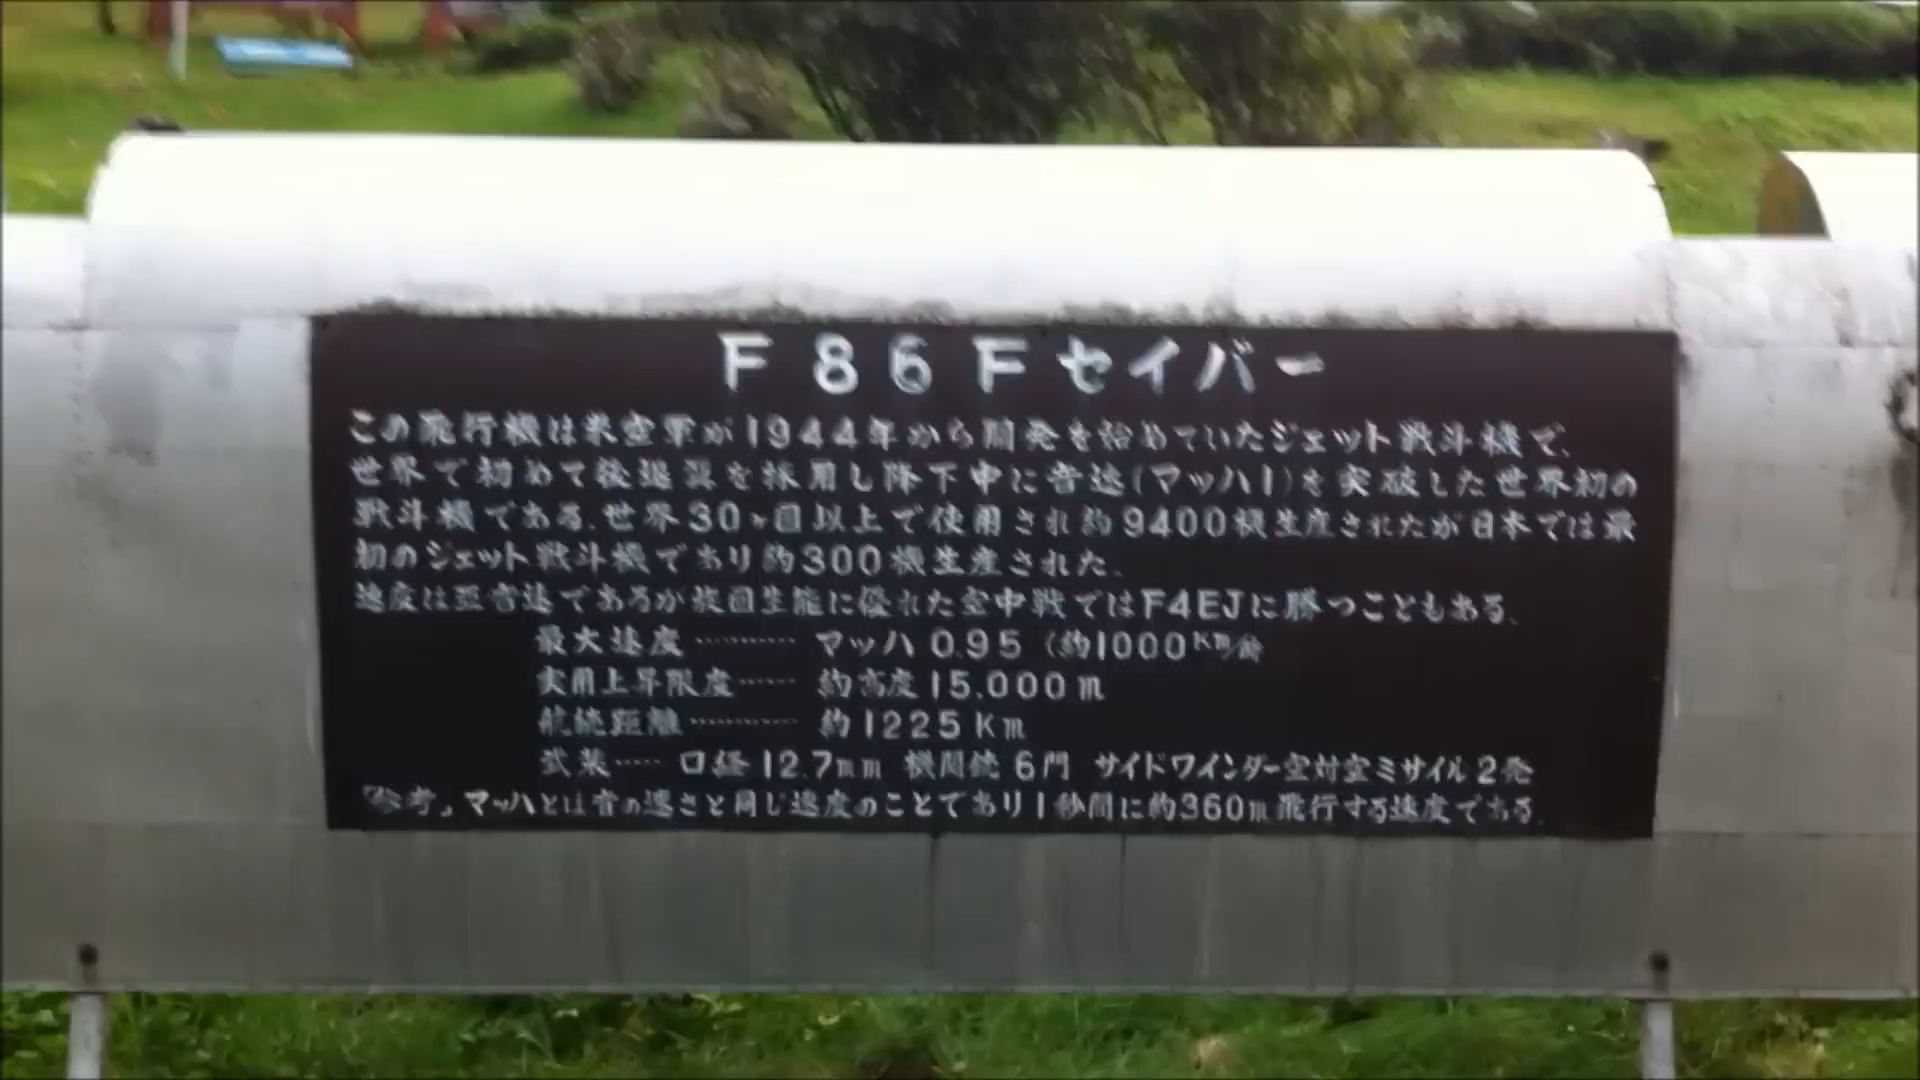 F86Fセイバー
この飛行機は米空軍が1944年から開発を始めていたジェット戦斗機で、
世界で初めて後退翼を採用し降下中に音速(マッハ1)を突破した世界初の
戦斗機である.世界30ヶ国以上で使用され約9400機生産されたが日本では最
初のジェット戦斗機であり約300機生産された.
速度は亜音速であるが旋回性能に優れた空中戦ではF4EJに勝つこともある.
最大速度………… マッハ0.95 (約1000Km/時
実用上昇限度…… 約高度15,000m
航続距離………… 約1225Km
武装…… 口経12.7mm 機関銃6門 サイドワインダー空対空ミサイル2発
「参考」マッハとは音の速さと同じ速度のことであり1秒間に約360m飛行する速度である.